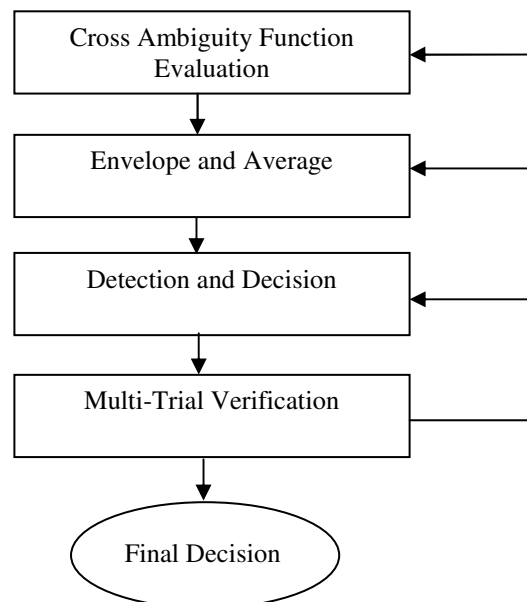 Cross Ambiguity Function
Evaluation
Envelope and Average
Detection and Decision
Multi-Trial Verification
Final Decision